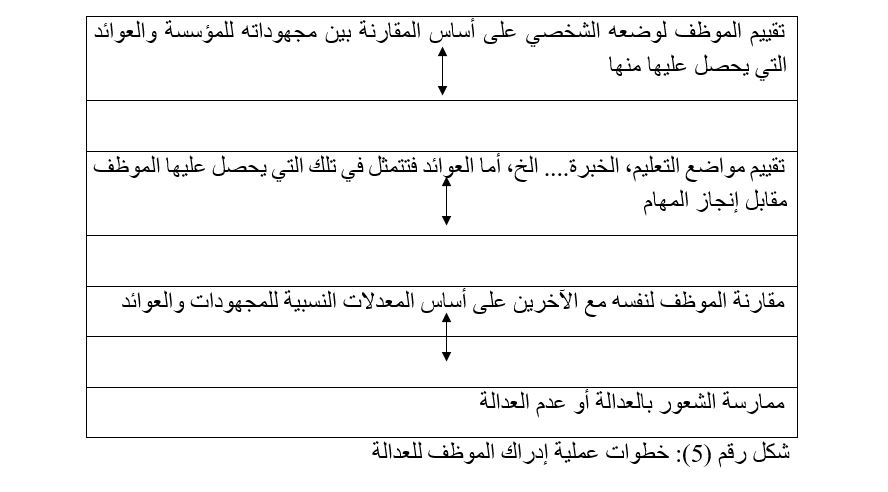 تقييم الموظف لوضعه الشخصي على أساس المقارنة بين مجهوداته للمؤسسة والعوائد
التي يحصل عليها منها
تقييم مواضع التعليم، الخبرة.... الخ، أما العوائد فتتمثل في تلك التي يحصل عليها الموظف
مقابل إنجاز المهام
مقارنة الموظف لنفسه مع الآخرين على أساس المعدلات النسبية للمجهودات والعوائد
ممارسة الشعور بالعدالة أو عدم العدالة
شكل رقم (5): خطوات عملية إدراك الموظف للعدالة